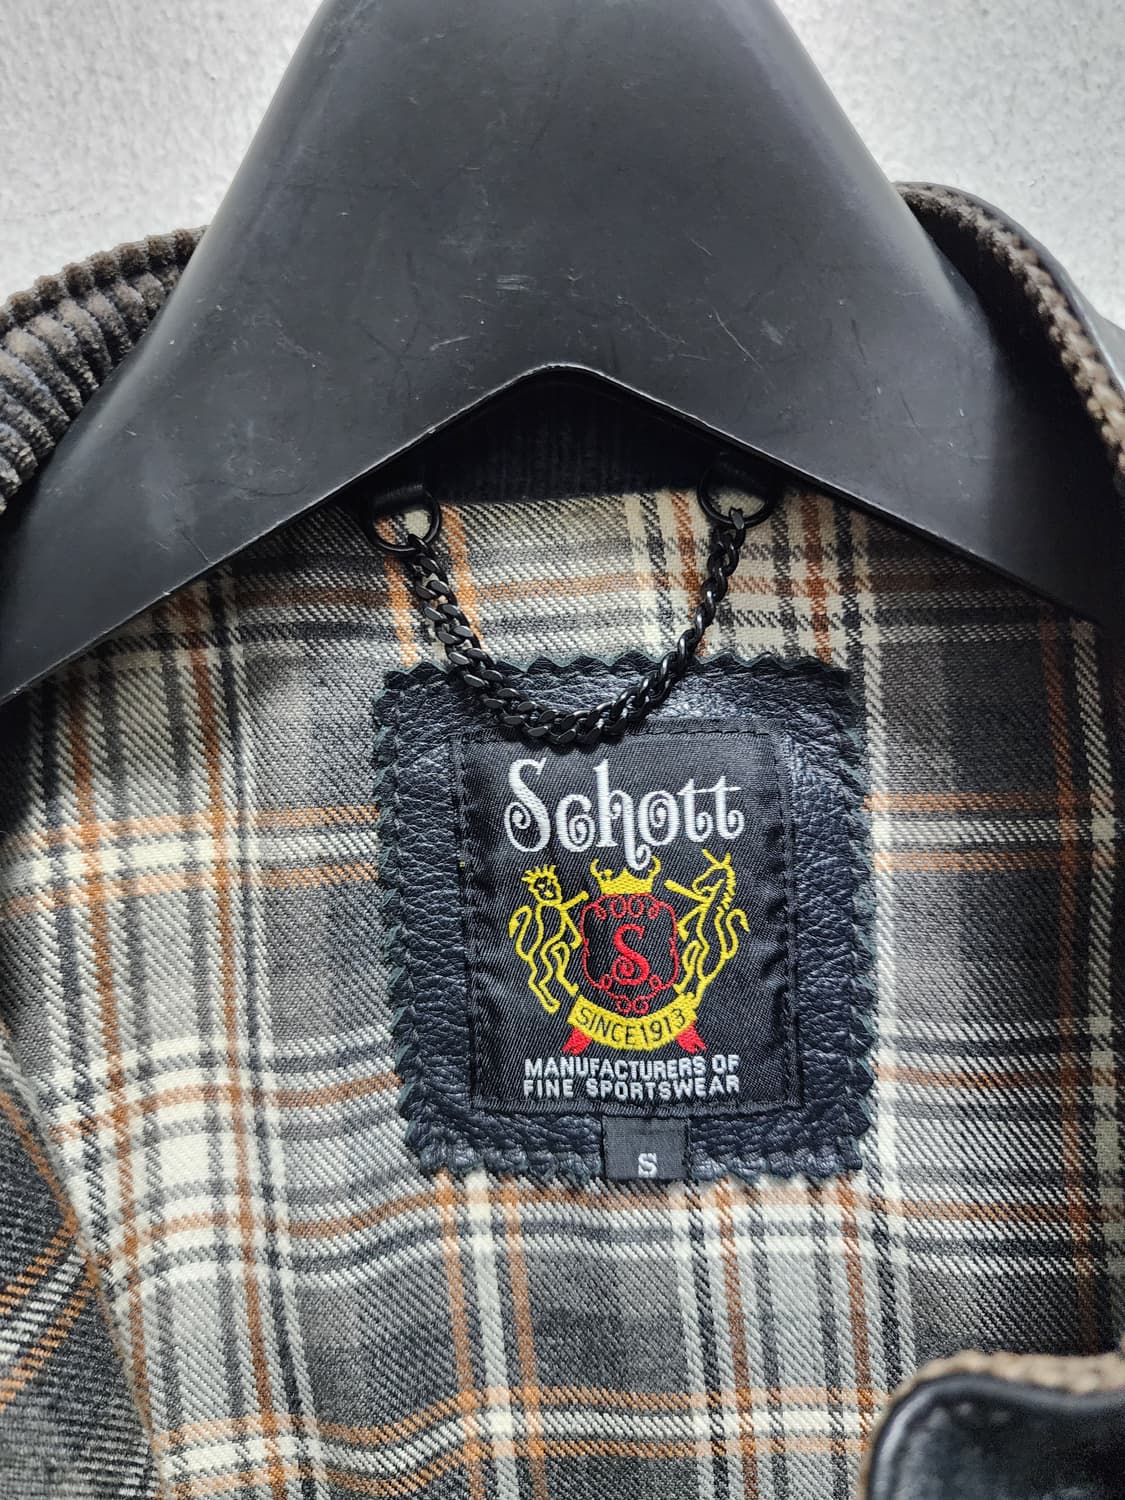 Schott
S
SINCE 1913
MANUFACTURERS OF
FINE SPORTSWEAR
S